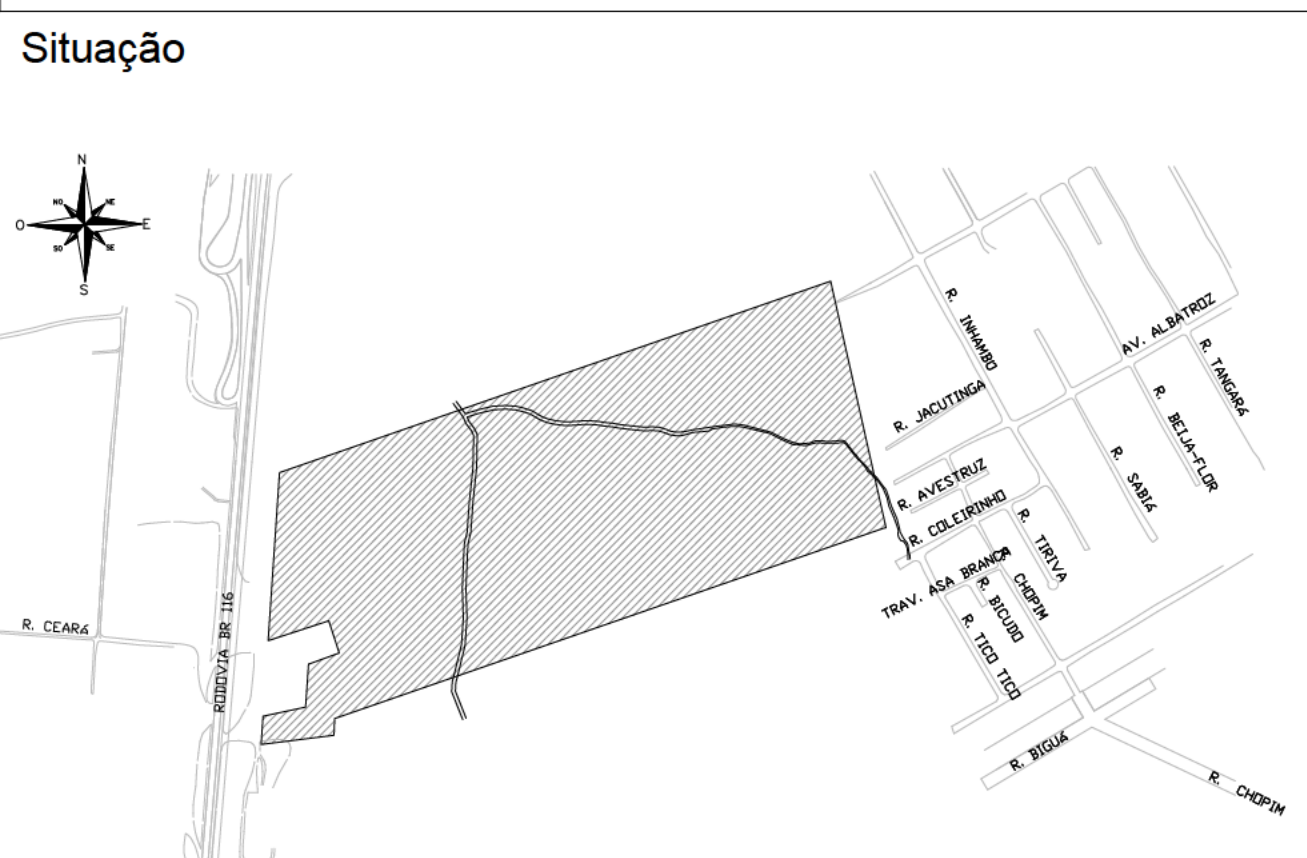 Situação
N
NO
NE
O
E
SO
SE
S
R. INHAMBO
AV. ALBATROZ
R. TANGARÁ
R. JACUTINGA
R. BEIJA-FLOR
R. SABIÁ
R. AVESTRUZ
R. COLEIRINHO
R. TIRIVA
TRAV. ASA BRANCA
R. CHOPIM
R. BICUDO
R. TICO TICO
R. CEARÁ
RODOVIA BR 116
R. BIGUÁ
R. CHOPIM